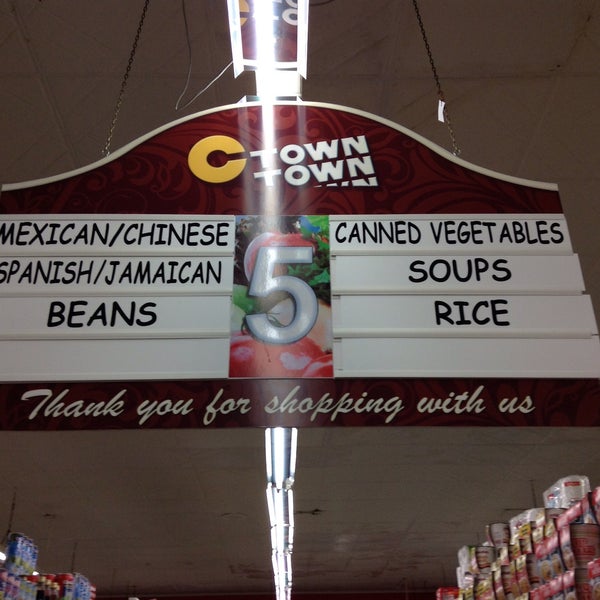 C TOWN
TOWN
MEXICAN/CHINESE
SPANISH/JAMAICAN
BEANS
5
CANNED VEGETABLES
SOUPS
RICE
Thank you for shopping with us